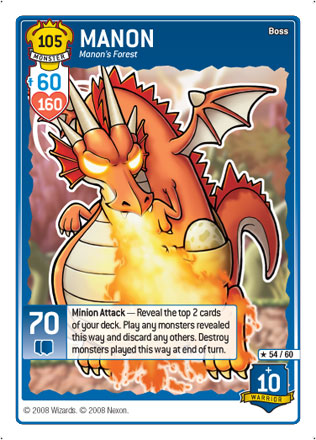 105
MONSTER
MANON
Manon's Forest
Boss
+60
160
70
Minion Attack — Reveal the top 2 cards
of your deck. Play any monsters revealed
this way and discard any others. Destroy
monsters played this way at end of turn.
★ 54 / 60
+
10
WARRIOR
© 2008 Wizards. © 2008 Nexon.